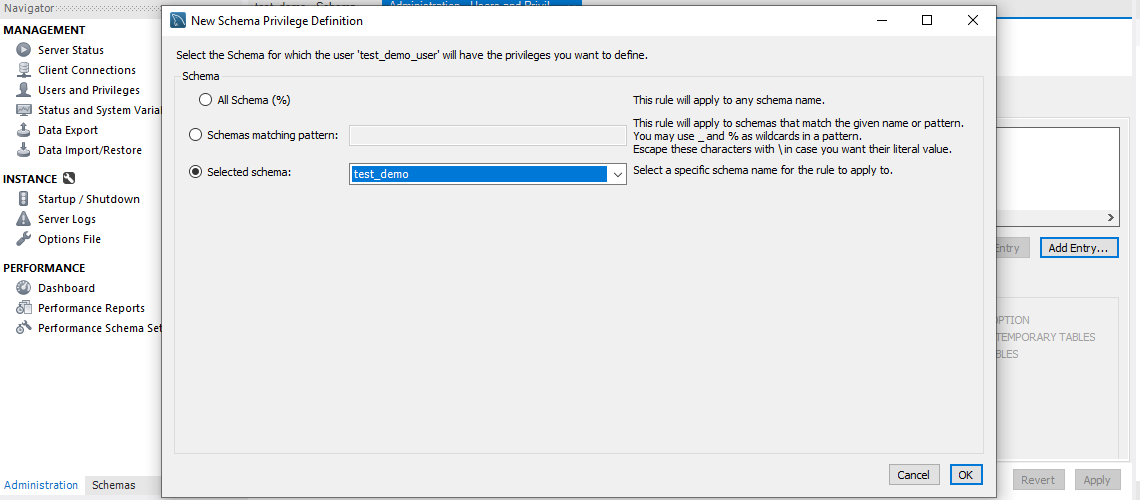 Navigator
MANAGEMENT
Server Status
Client Connections
Users and Privileges
Status and System Varial
Data Export
Data Import/Restore
INSTANCE
Startup / Shutdown
Server Logs
Options File
PERFORMANCE
Dashboard
Performance Reports
Performance Schema Set
Administration Schemas
New Schema Privilege Definition
Select the Schema for which the user 'test_demo_user' will have the privileges you want to define.
Schema
All Schema (%) This rule will apply to any schema name.
Schemas matching pattern: This rule will apply to schemas that match the given name or pattern.
You may use _ and % as wildcards in a pattern.
Escape these characters with \ in case you want their literal value.
Selected schema: test_demo Select a specific schema name for the rule to apply to.
Cancel OK
Entry Add Entry...
OPTION
TEMPORARY TABLES
BLES
Revert Apply